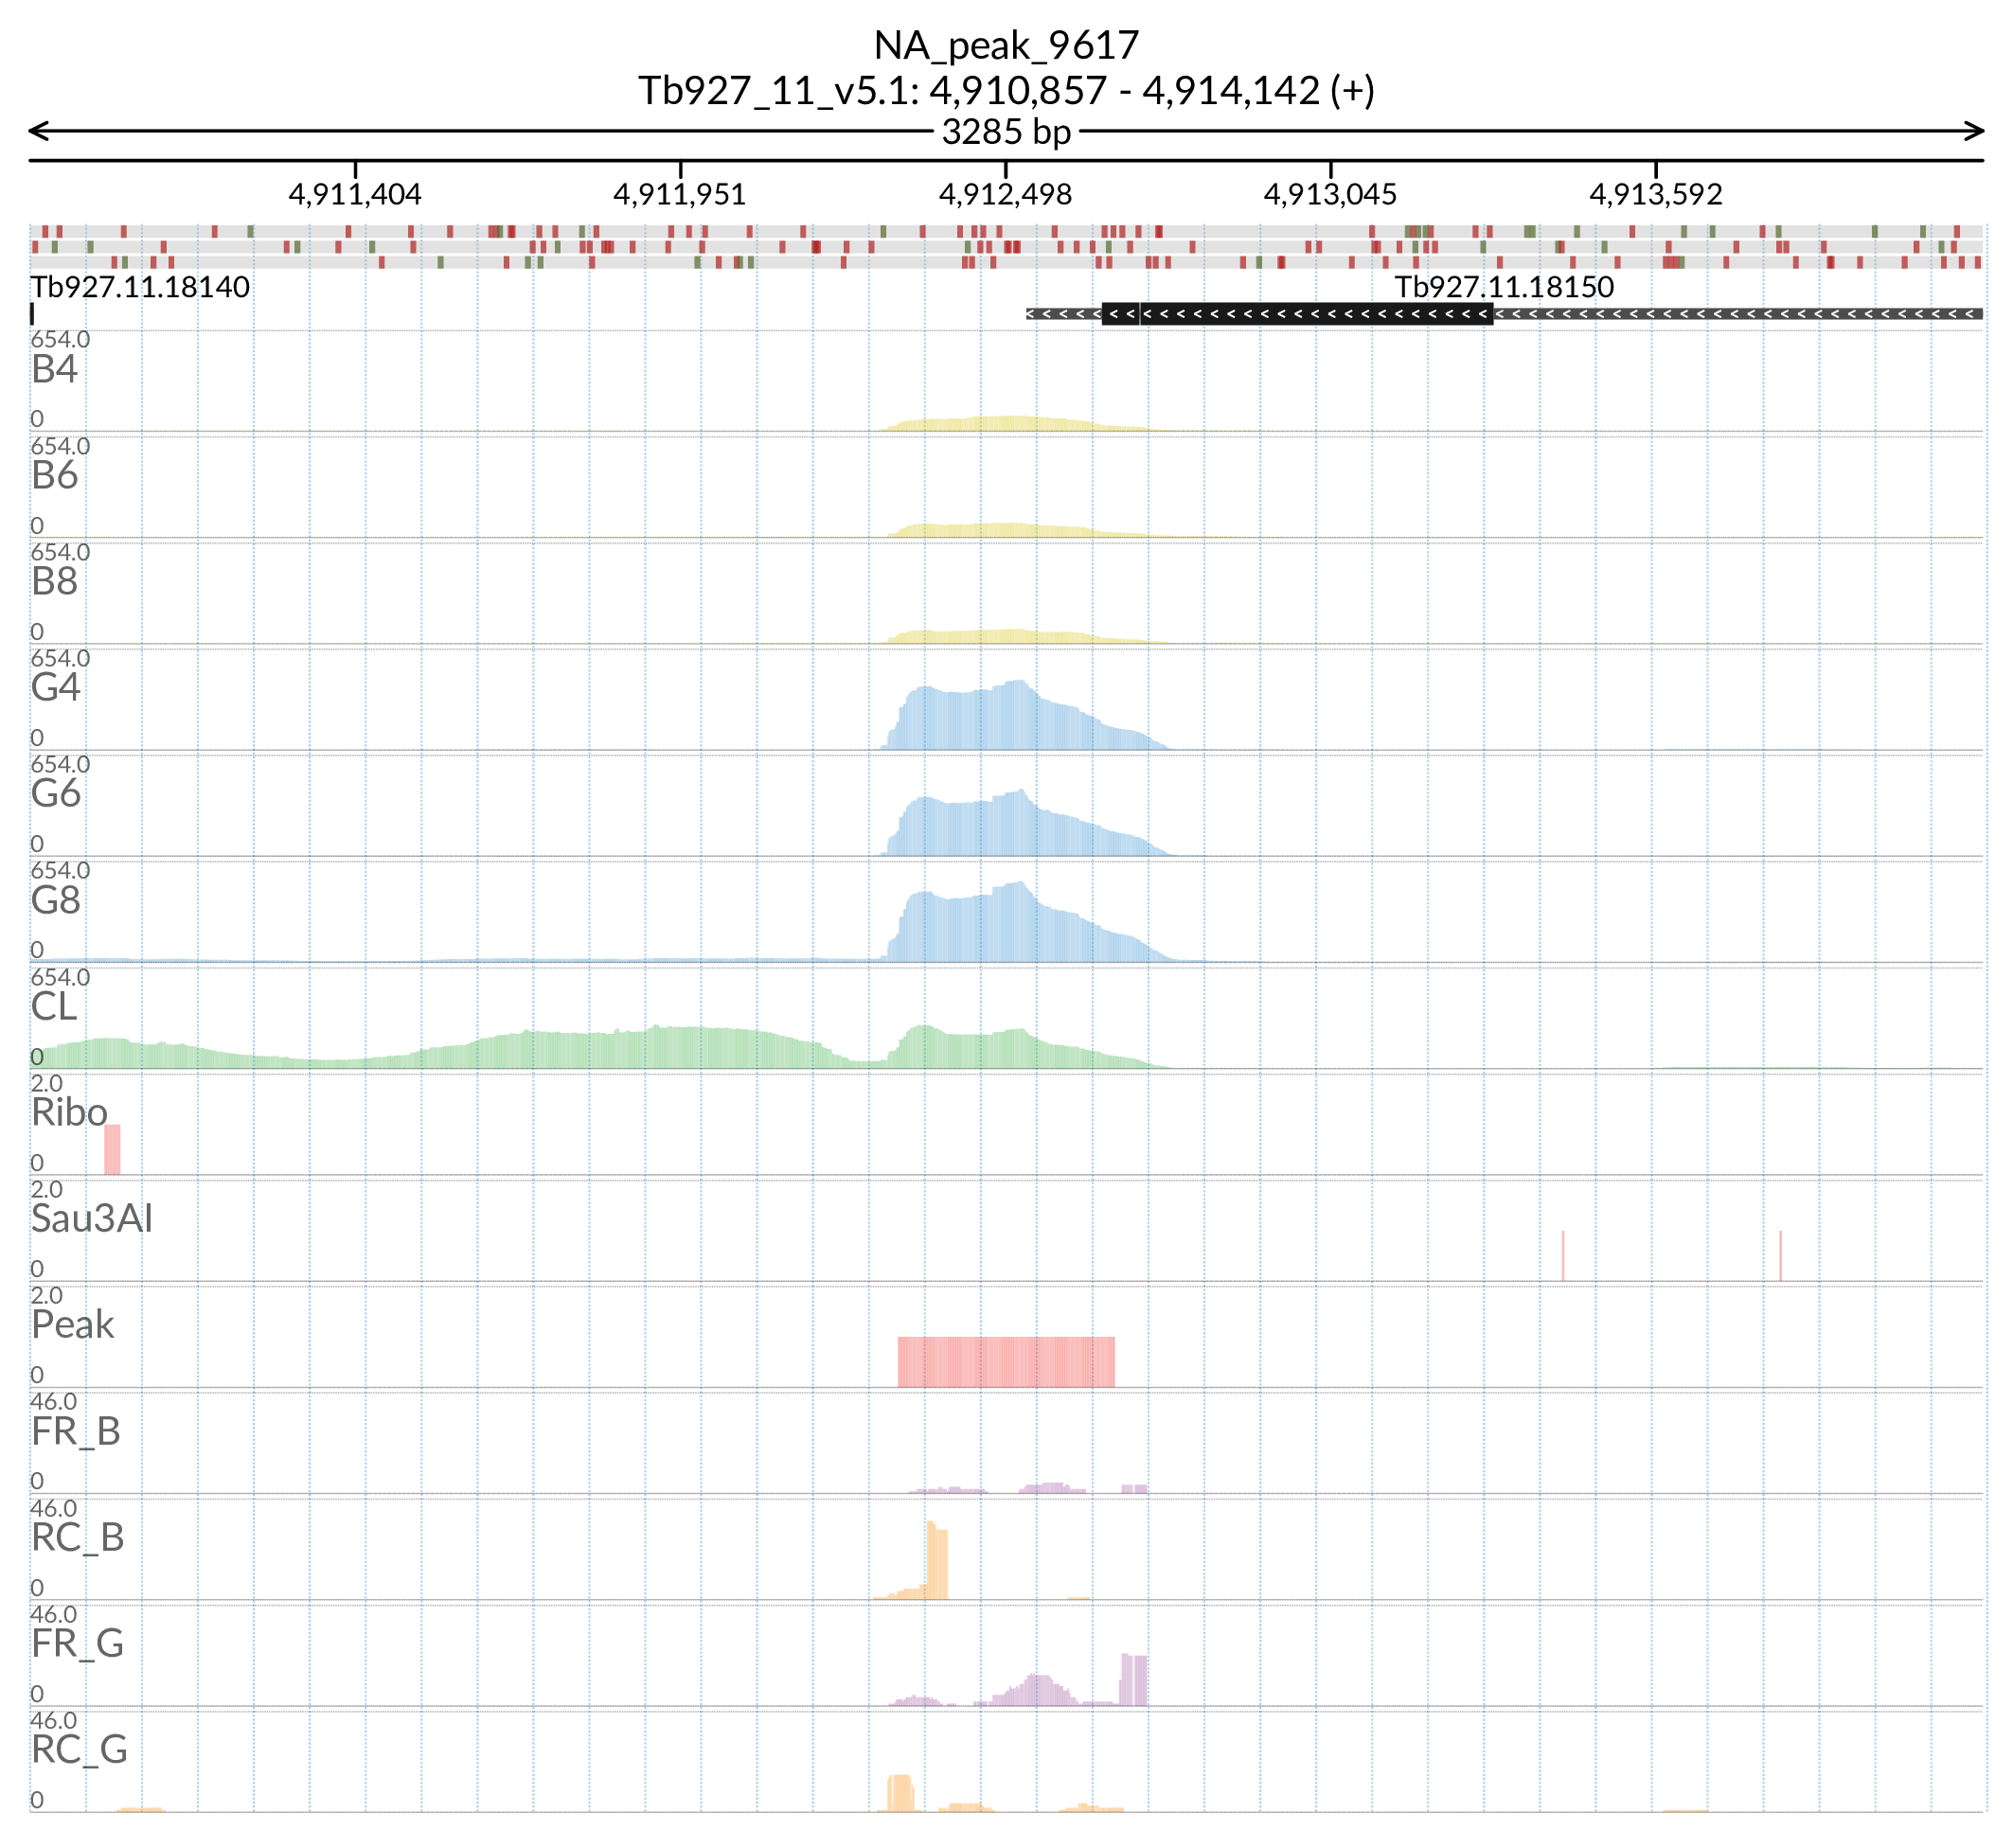 NA_peak_9617
Tb927_11_v5.1: 4,910,857 - 4,914,142 (+)
3285 bp
4,911,404 4,911,951 4,912,498 4,913,045 4,913,592
Tb927.11.18140 Tb927.11.18150
654.0
B4
0
654.0
B6
0
654.0
B8
0
654.0
G4
0
654.0
G6
0
654.0
G8
0
654.0
CL
0
2.0
Ribo
0
2.0
Sau3AI
0
2.0
Peak
0
46.0
FR_B
0
46.0
RC_B
0
46.0
FR_G
0
46.0
RC_G
0